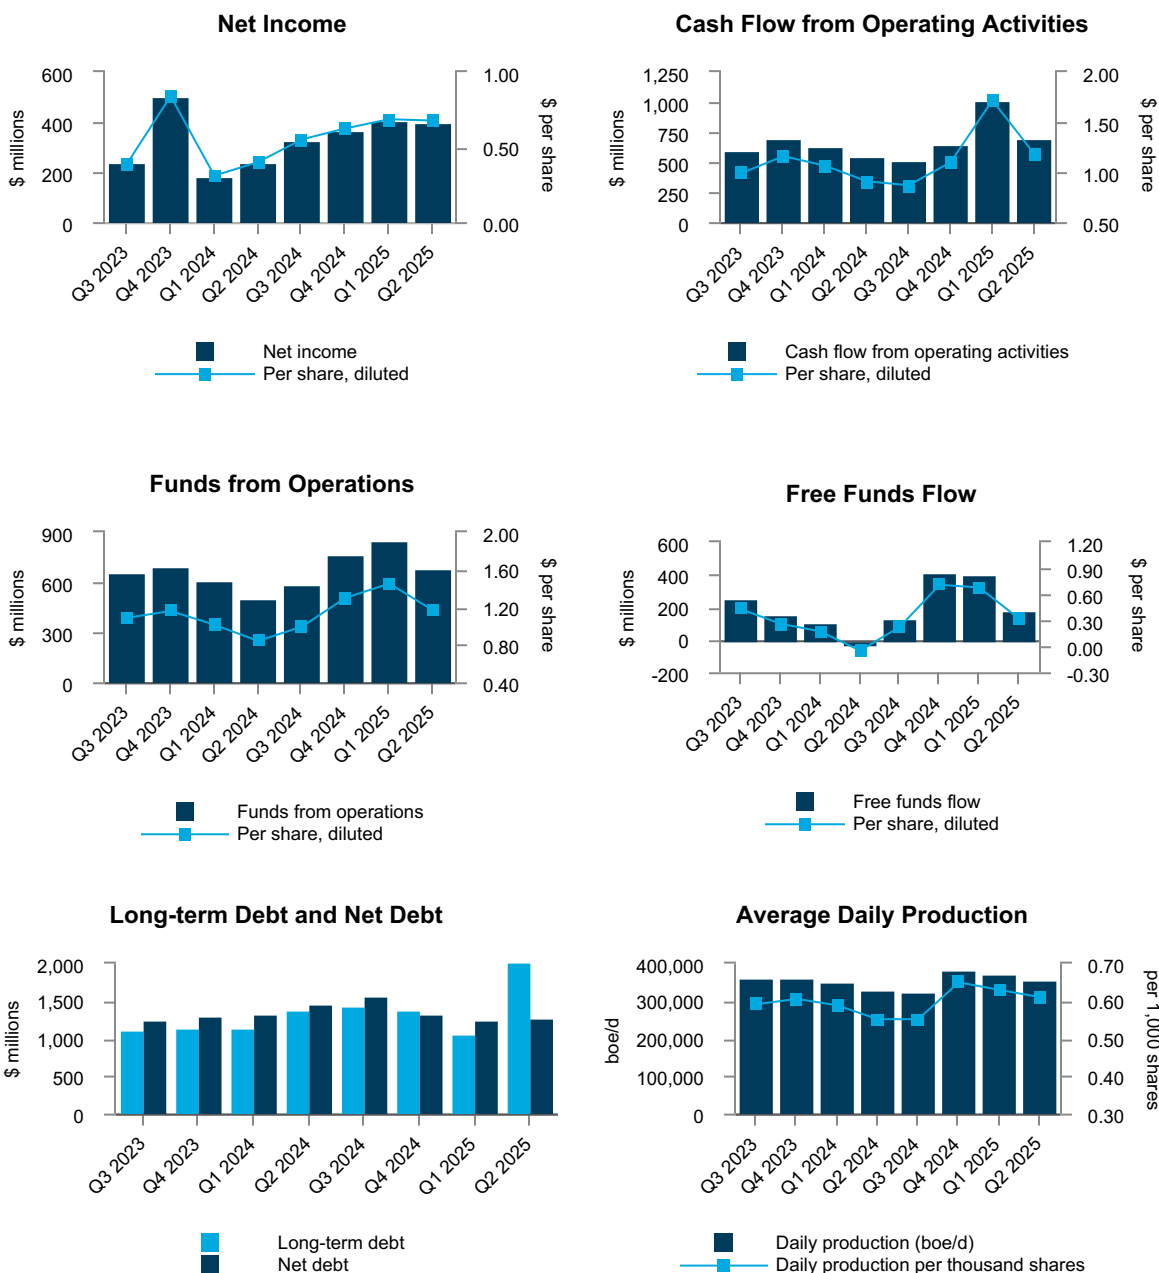 Net Income
600
400
200
0
$ millions
1.00
0.50
0.00
$ per share
Q3 2023
Q4 2023
Q1 2024
Q2 2024
Q3 2024
Q4 2024
Q1 2025
Q2 2025
Net income
Per share, diluted
Cash Flow from Operating Activities
1,250
1,000
750
500
250
0
$ millions
2.00
1.50
1.00
0.50
$ per share
Q3 2023
Q4 2023
Q1 2024
Q2 2024
Q3 2024
Q4 2024
Q1 2025
Q2 2025
Cash flow from operating activities
Per share, diluted
Funds from Operations
900
600
300
0
$ millions
2.00
1.60
1.20
0.80
0.40
$ per share
Q3 2023
Q4 2023
Q1 2024
Q2 2024
Q3 2024
Q4 2024
Q1 2025
Q2 2025
Funds from operations
Per share, diluted
Free Funds Flow
600
400
200
0
-200
$ millions
1.20
0.90
0.60
0.30
0.00
-0.30
$ per share
Q3 2023
Q4 2023
Q1 2024
Q2 2024
Q3 2024
Q4 2024
Q1 2025
Q2 2025
Free funds flow
Per share, diluted
Long-term Debt and Net Debt
2,000
1,500
1,000
500
0
$ millions
Q3 2023
Q4 2023
Q1 2024
Q2 2024
Q3 2024
Q4 2024
Q1 2025
Q2 2025
Long-term debt
Net debt
Average Daily Production
400,000
300,000
200,000
100,000
0
boe/d
0.70
0.60
0.50
0.40
0.30
per 1,000 shares
Q3 2023
Q4 2023
Q1 2024
Q2 2024
Q3 2024
Q4 2024
Q1 2025
Q2 2025
Daily production (boe/d)
Daily production per thousand shares